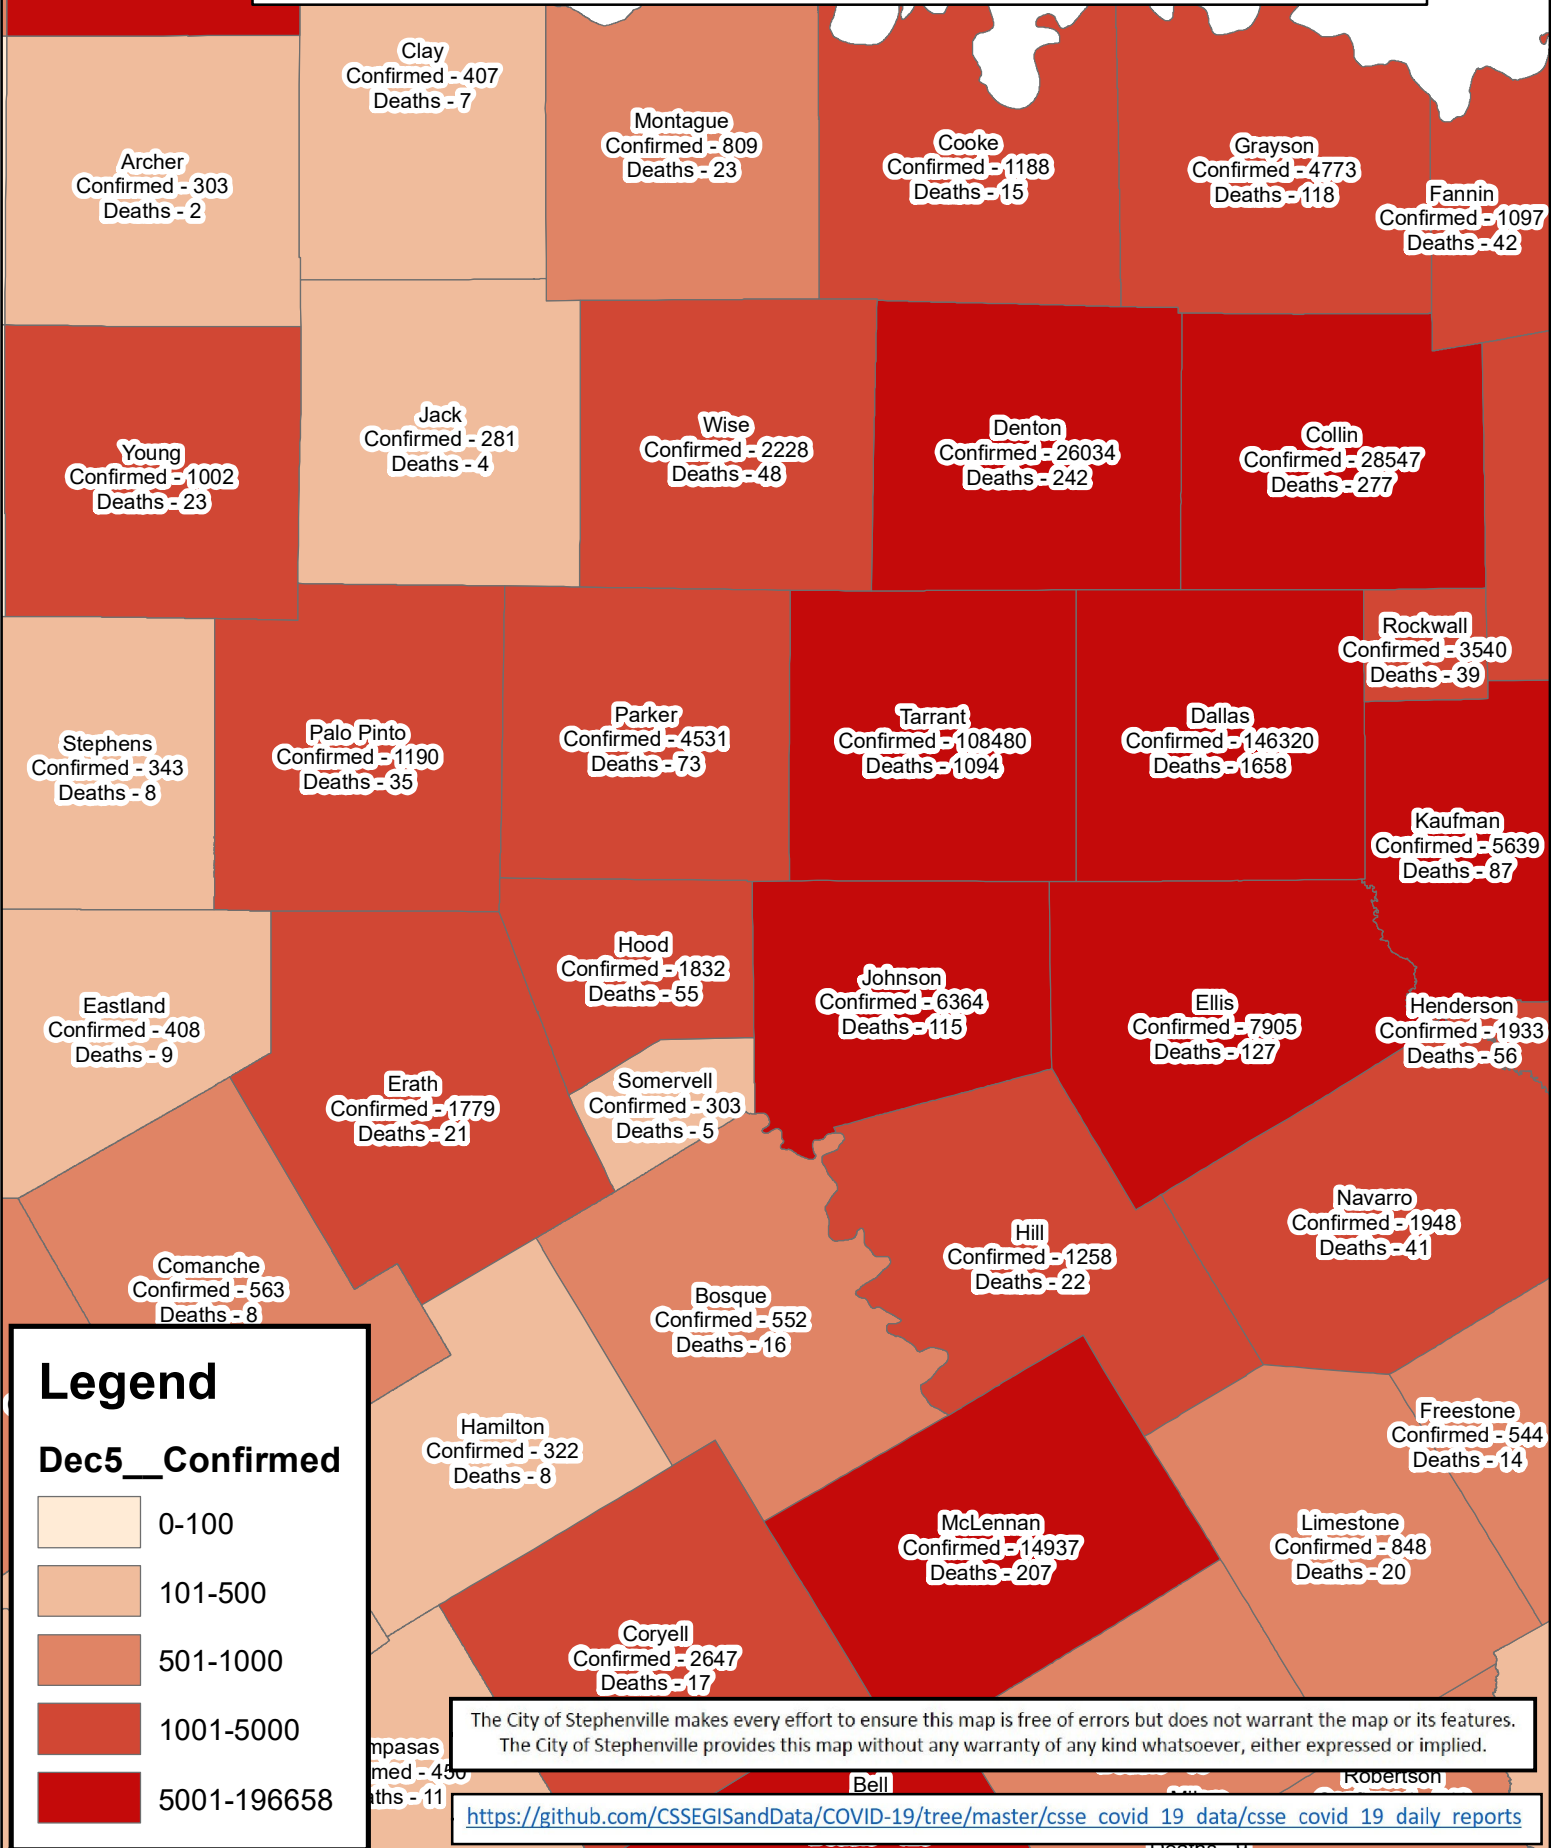 Clay
Confirmed - 407
Deaths - 7
Montague
Confirmed - 809
Deaths - 23
Cooke
Confirmed - 1188
Deaths - 15
Grayson
Confirmed - 4773
Deaths - 118
Archer
Confirmed - 303
Deaths - 2
Fannin
Confirmed - 1097
Deaths - 42
Young
Confirmed - 1002
Deaths - 23
Jack
Confirmed - 281
Deaths - 4
Wise
Confirmed - 2228
Deaths - 48
Denton
Confirmed - 26034
Deaths - 242
Collin
Confirmed - 28547
Deaths - 277
Rockwall
Confirmed - 3540
Deaths - 39
Stephens
Confirmed - 343
Deaths - 8
Palo Pinto
Confirmed - 1190
Deaths - 35
Parker
Confirmed - 4531
Deaths - 73
Tarrant
Confirmed - 108480
Deaths - 1094
Dallas
Confirmed - 146320
Deaths - 1658
Kaufman
Confirmed - 5639
Deaths - 87
Eastland
Confirmed - 408
Deaths - 9
Hood
Confirmed - 1832
Deaths - 55
Johnson
Confirmed - 6364
Deaths - 115
Ellis
Confirmed - 7905
Deaths - 127
Henderson
Confirmed - 1933
Deaths - 56
Erath
Confirmed - 1779
Deaths - 21
Somervell
Confirmed - 303
Deaths - 5
Navarro
Confirmed - 1948
Deaths - 41
Hill
Confirmed - 1258
Deaths - 22
Comanche
Confirmed - 563
Deaths - 8
Bosque
Confirmed - 552
Deaths - 16
Hamilton
Confirmed - 322
Deaths - 8
Freestone
Confirmed - 544
Deaths - 14
McLennan
Confirmed - 14937
Deaths - 207
Limestone
Confirmed - 848
Deaths - 20
Coryell
Confirmed - 2647
Deaths - 17
mpasas
med - 450
aths - 11
Bell
Robertson
Legend
Dec5__Confirmed
0-100
101-500
501-1000
1001-5000
5001-196658
The City of Stephenville makes every effort to ensure this map is free of errors but does not warrant the map or its features.
The City of Stephenville provides this map without any warranty of any kind whatsoever, either expressed or implied.
https://github.com/CSSEGISandData/COVID-19/tree/master/csse_covid_19_data/csse_covid_19_daily_reports